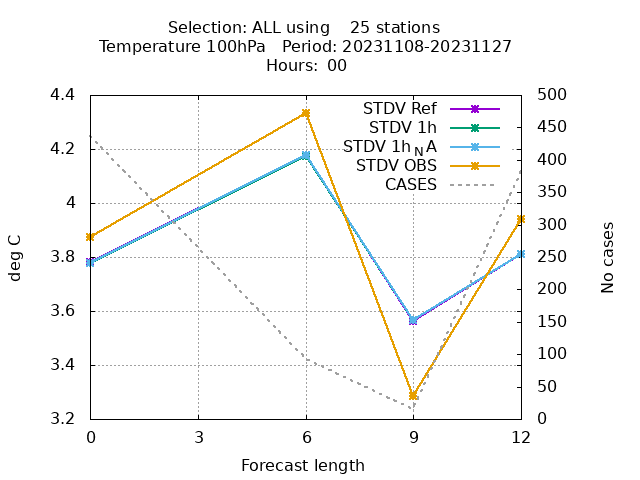 Selection: ALL using    25 stations
Temperature 100hPa   Period: 20231108-20231127
Hours: 00
STDV Ref
STDV 1h
STDV 1h_NA
STDV OBS
CASES
deg C
4.4
4.2
4
3.8
3.6
3.4
3.2
No cases
500
450
400
350
300
250
200
150
100
50
0
0 3 6 9 12
Forecast length